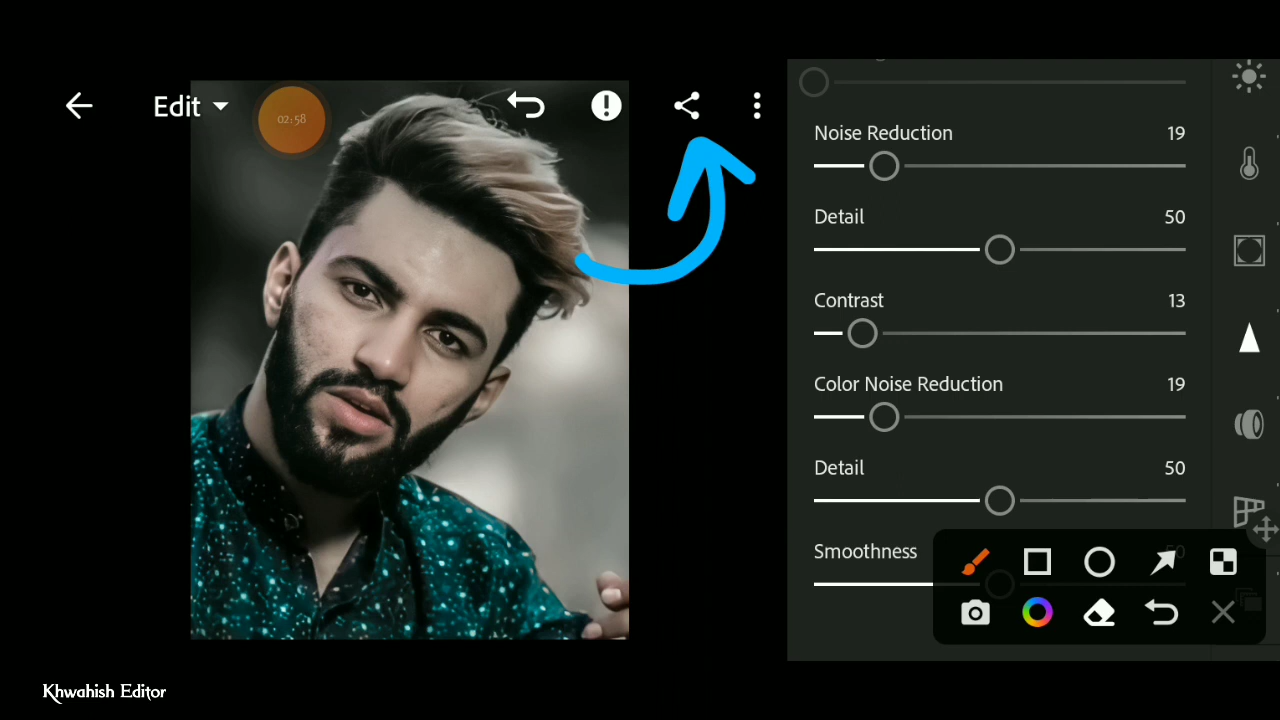 Edit
02:58
Noise Reduction 19
Detail 50
Contrast 13
Color Noise Reduction 19
Detail 50
Smoothness 50
Khwahish Editor